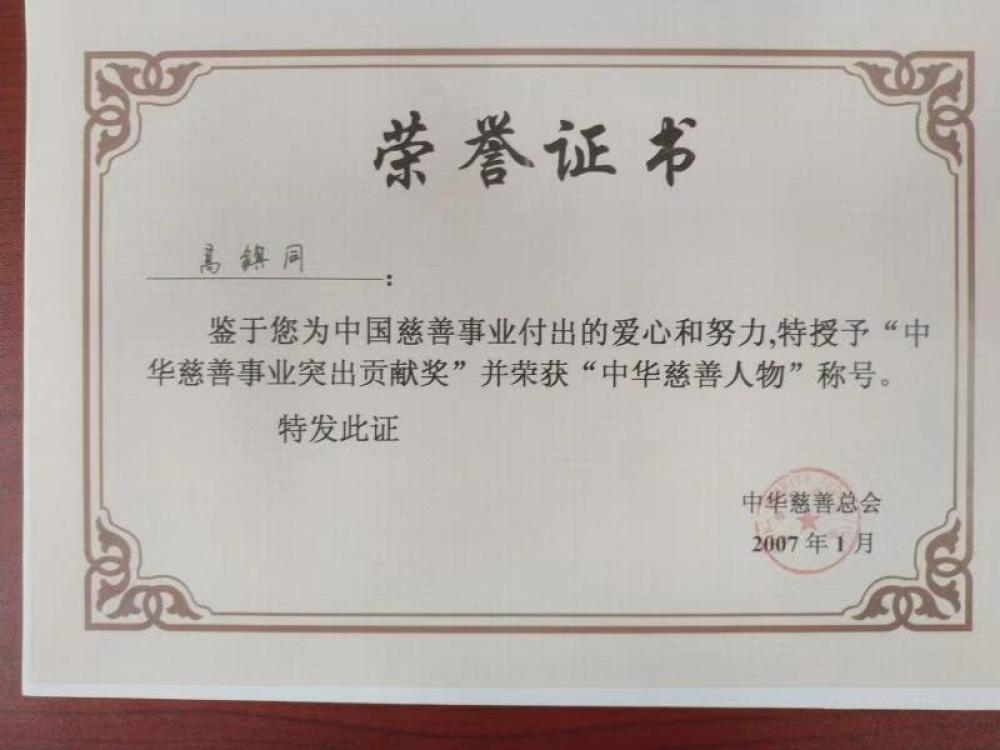 荣誉证书
高鎮同：
鉴于您为中国慈善事业付出的爱心和努力,特授予“中
华慈善事业突出贡献奖”并荣获“中华慈善人物”称号。
特发此证
中华慈善总会
2007年1月